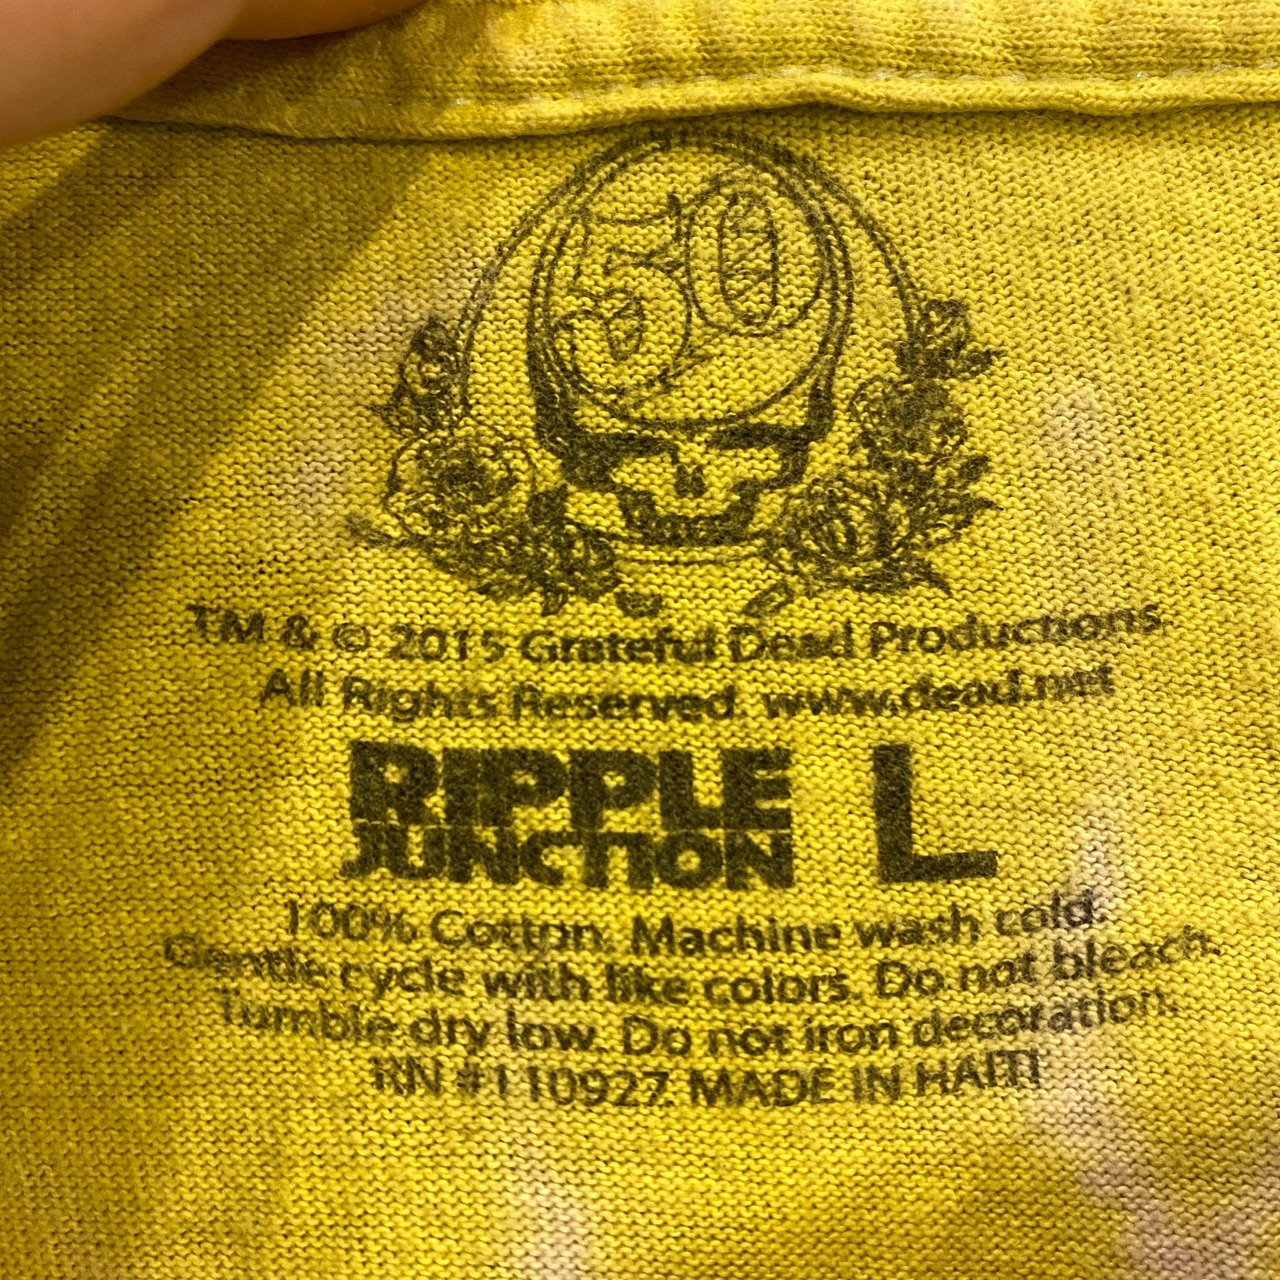 50
TM & © 2015 Grateful Dead Productions.
All Rights Reserved. www.dead.net
RIPPLE
JUNCTION
L
100% Cotton. Machine wash cold.
Gentle cycle with like colors. Do not bleach.
Tumble dry low. Do not iron decoration.
RN #110927. MADE IN HAITI